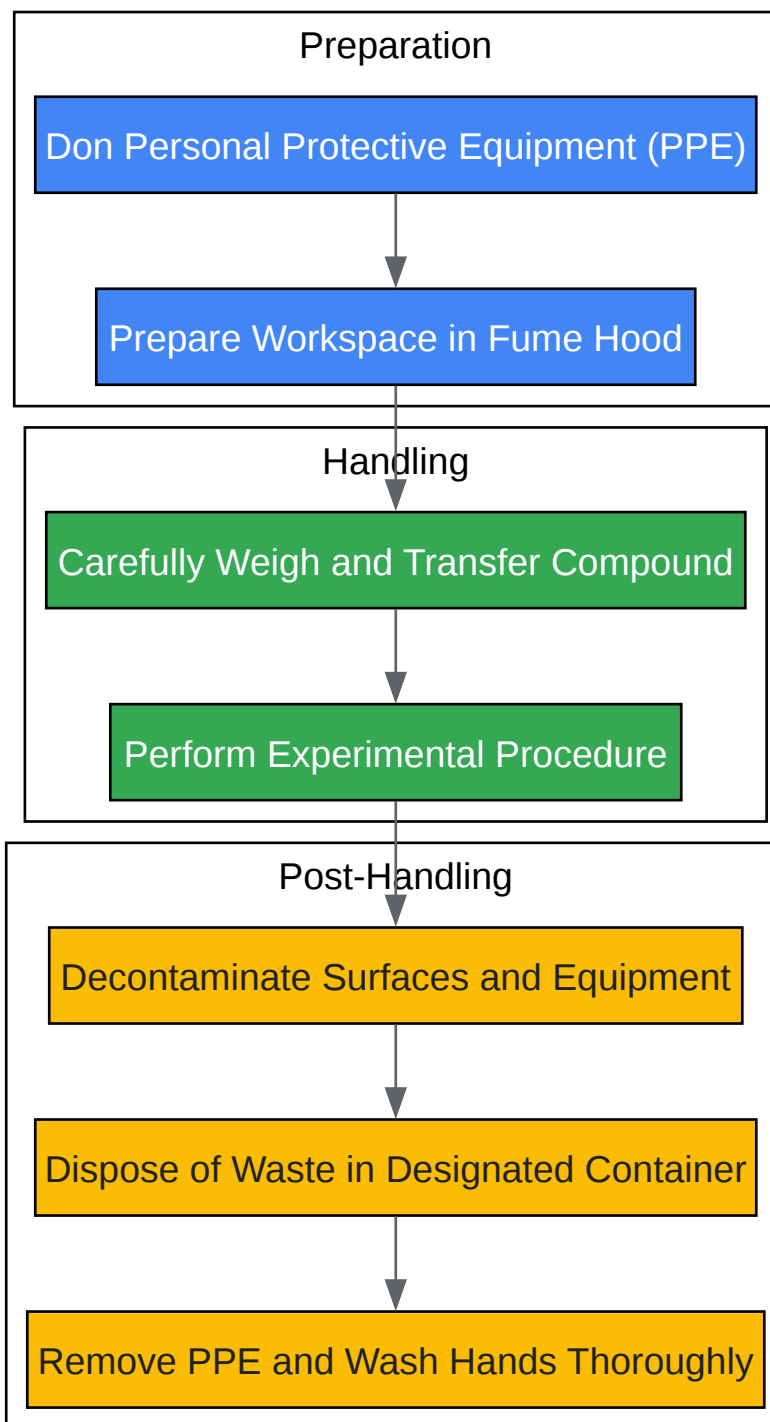 Preparation
Don Personal Protective Equipment (PPE)
Prepare Workspace in Fume Hood
Handling
Carefully Weigh and Transfer Compound
Perform Experimental Procedure
Post-Handling
Decontaminate Surfaces and Equipment
Dispose of Waste in Designated Container
Remove PPE and Wash Hands Thoroughly